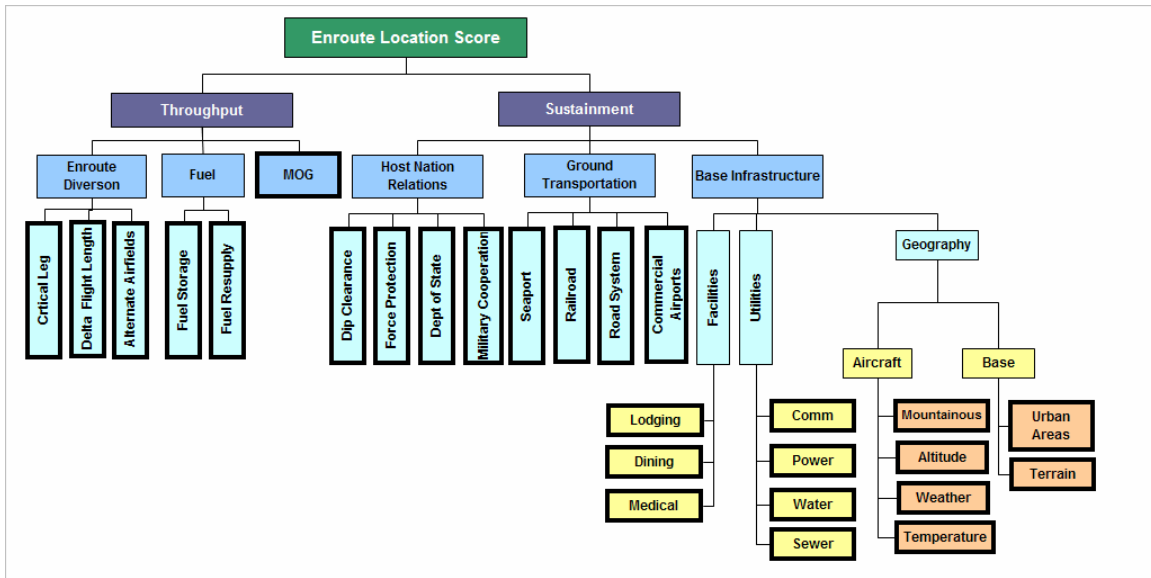 Enroute Location Score
Throughput
Sustainment
Enroute
Diverson
Fuel
MOG
Host Nation
Relations
Ground
Transportation
Base Infrastructure
Crtical Leg
Delta Flight Length
Alternate Airfields
Fuel Storage
Fuel Resupply
Dip Clearance
Force Protection
Dept of State
Military Cooperation
Seaport
Railroad
Road System
Commercial
Airports
Facilities
Utilities
Geography
Aircraft
Base
Lodging
Dining
Medical
Comm
Power
Water
Sewer
Mountainous
Altitude
Weather
Temperature
Urban
Areas
Terrain